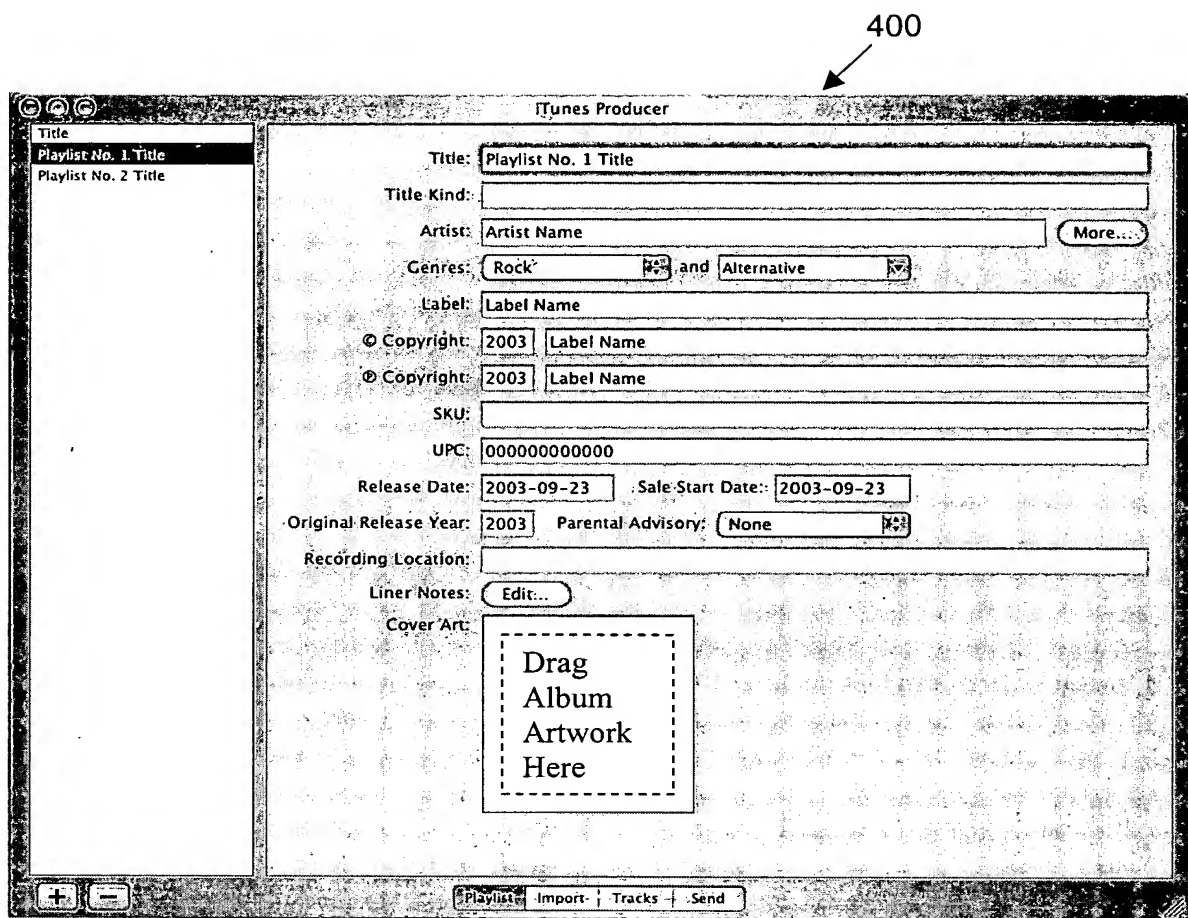 400
iTunes Producer
Title
Playlist No. 1 Title
Playlist No. 2 Title
Title: Playlist No. 1 Title
Title Kind:
Artist: Artist Name More...
Genres: Rock and Alternative
Label: Label Name
© Copyright: 2003 Label Name
℗ Copyright: 2003 Label Name
SKU:
UPC: 000000000000
Release Date: 2003-09-23 Sale Start Date: 2003-09-23
Original Release Year: 2003 Parental Advisory: None
Recording Location:
Liner Notes: Edit...
Cover Art:
Drag
Album
Artwork
Here
+ −
Playlist Import Tracks Send